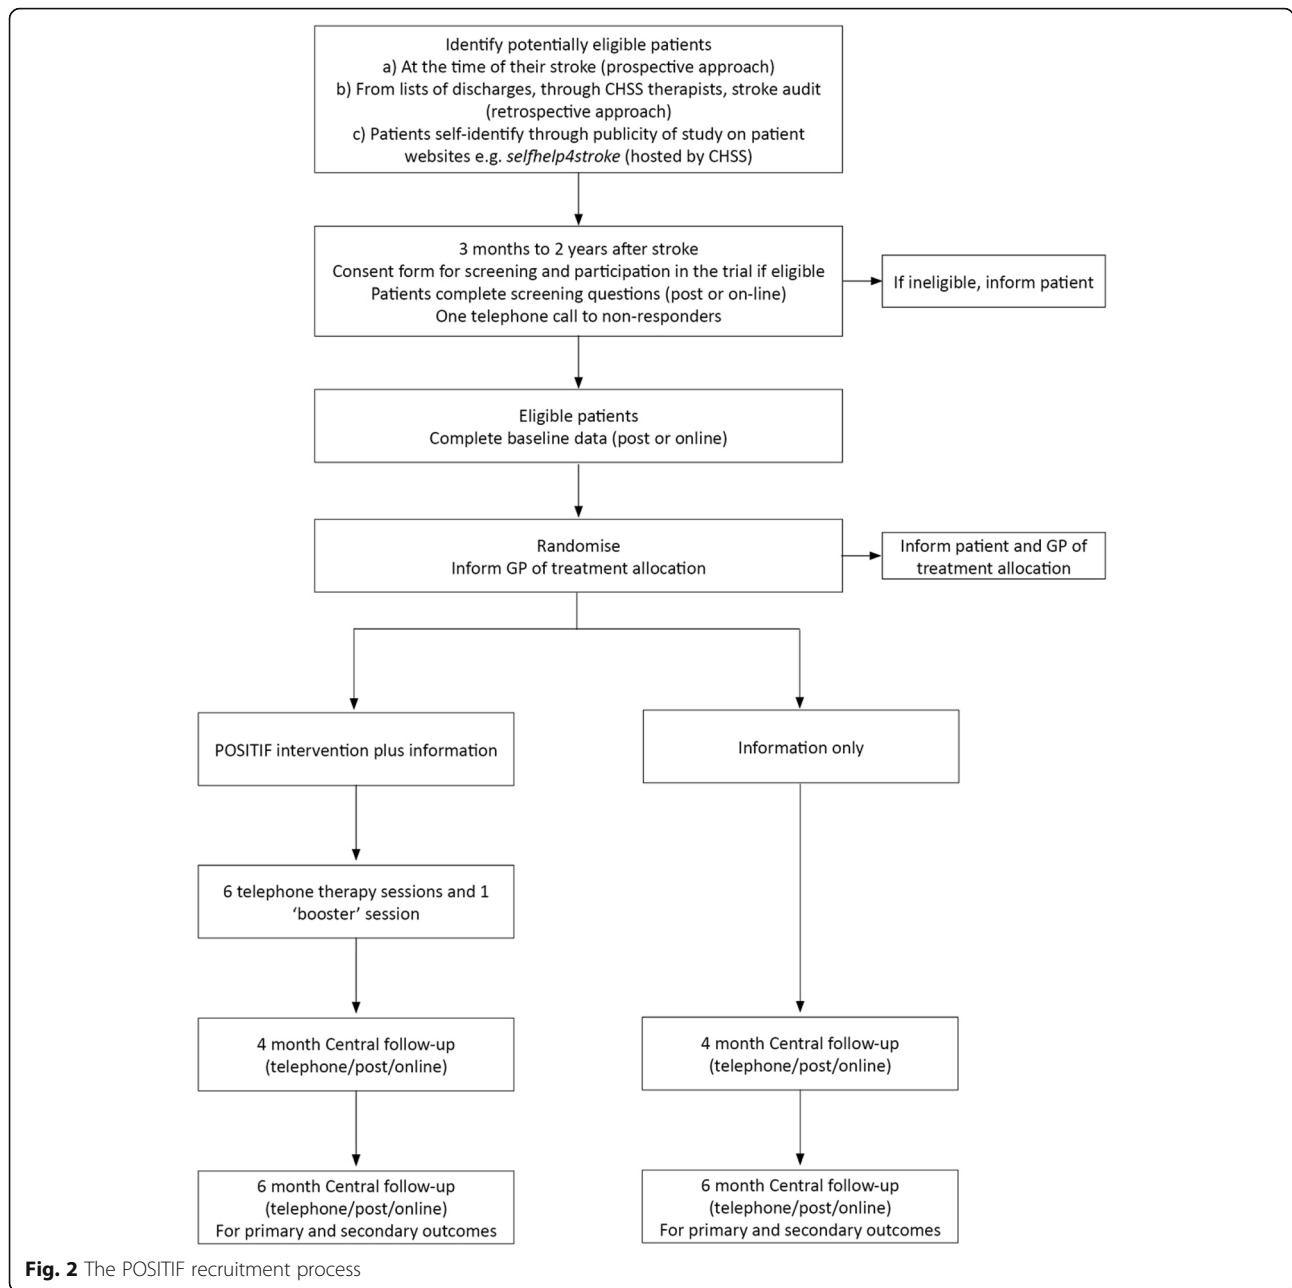 Identify potentially eligible patients
a) At the time of their stroke (prospective approach)
b) From lists of discharges, through CHSS therapists, stroke audit
(retrospective approach)
c) Patients self-identify through publicity of study on patient
websites e.g. selfhelp4stroke (hosted by CHSS)
3 months to 2 years after stroke
Consent form for screening and participation in the trial if eligible
Patients complete screening questions (post or on-line)
One telephone call to non-responders
If ineligible, inform patient
Eligible patients
Complete baseline data (post or online)
Randomise
Inform GP of treatment allocation
Inform patient and GP of
treatment allocation
POSITIF intervention plus information
Information only
6 telephone therapy sessions and 1
‘booster’ session
4 month Central follow-up
(telephone/post/online)
4 month Central follow-up
(telephone/post/online)
6 month Central follow-up
(telephone/post/online)
For primary and secondary outcomes
6 month Central follow-up
(telephone/post/online)
For primary and secondary outcomes
Fig. 2 The POSITIF recruitment process